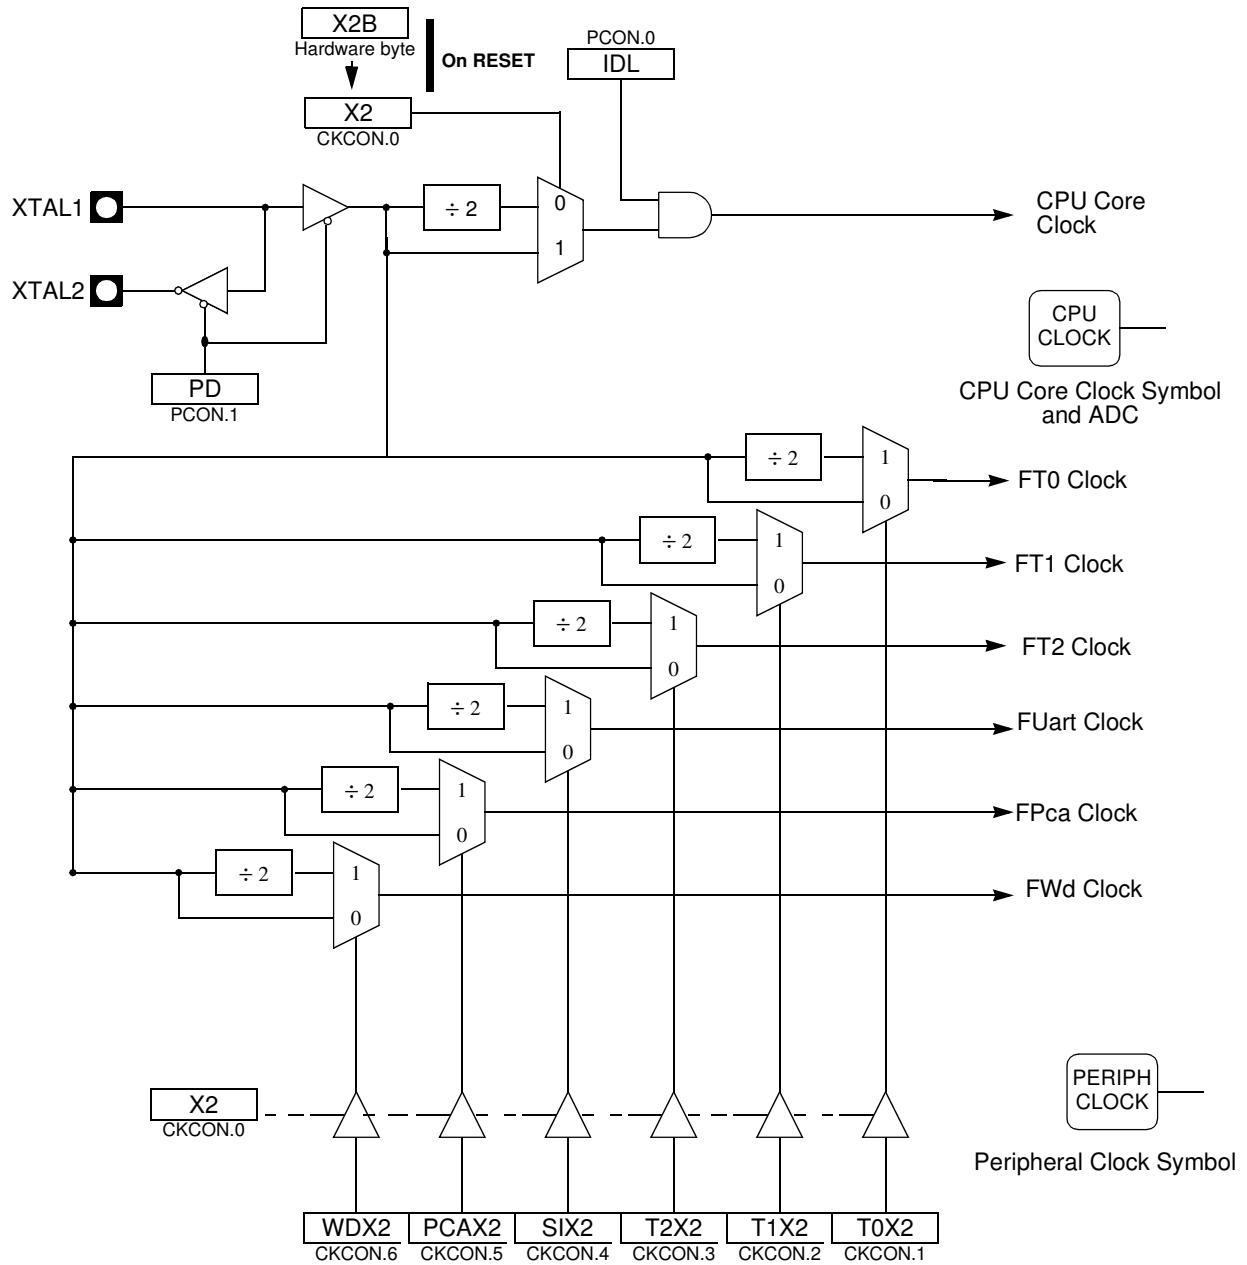 X2B
Hardware byte
On RESET
PCON.0
IDL
X2
CKCON.0
XTAL1
÷ 2
0
1
CPU Core
Clock
XTAL2
PD
PCON.1
CPU
CLOCK
CPU Core Clock Symbol
and ADC
÷ 2
1
0
FT0 Clock
÷ 2
1
0
FT1 Clock
÷ 2
1
0
FT2 Clock
÷ 2
1
0
FUart Clock
÷ 2
1
0
FPca Clock
÷ 2
1
0
FWd Clock
X2
CKCON.0
PERIPH
CLOCK
Peripheral Clock Symbol
WDX2 PCAX2 SIX2 T2X2 T1X2 T0X2
CKCON.6 CKCON.5 CKCON.4 CKCON.3 CKCON.2 CKCON.1